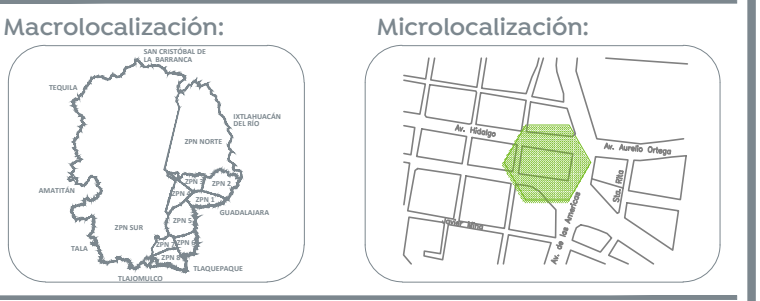 Macrolocalización:
SAN CRISTÓBAL DE
LA BARRANCA
TEQUILA
IXTLAHUACÁN
DEL RÍO
ZPN NORTE
ZPN 3
ZPN 2
ZPN 4
ZPN 1
AMATITÁN
GUADALAJARA
ZPN 5
ZPN SUR
ZPN 7
ZPN 6
TALA
ZPN 8
TLAQUEPAQUE
TLAJOMULCO
Microlocalización:
Av. Hidalgo
Av. Aurelio Ortega
Sta. Rita
Javier Mina
Av. de las Americas